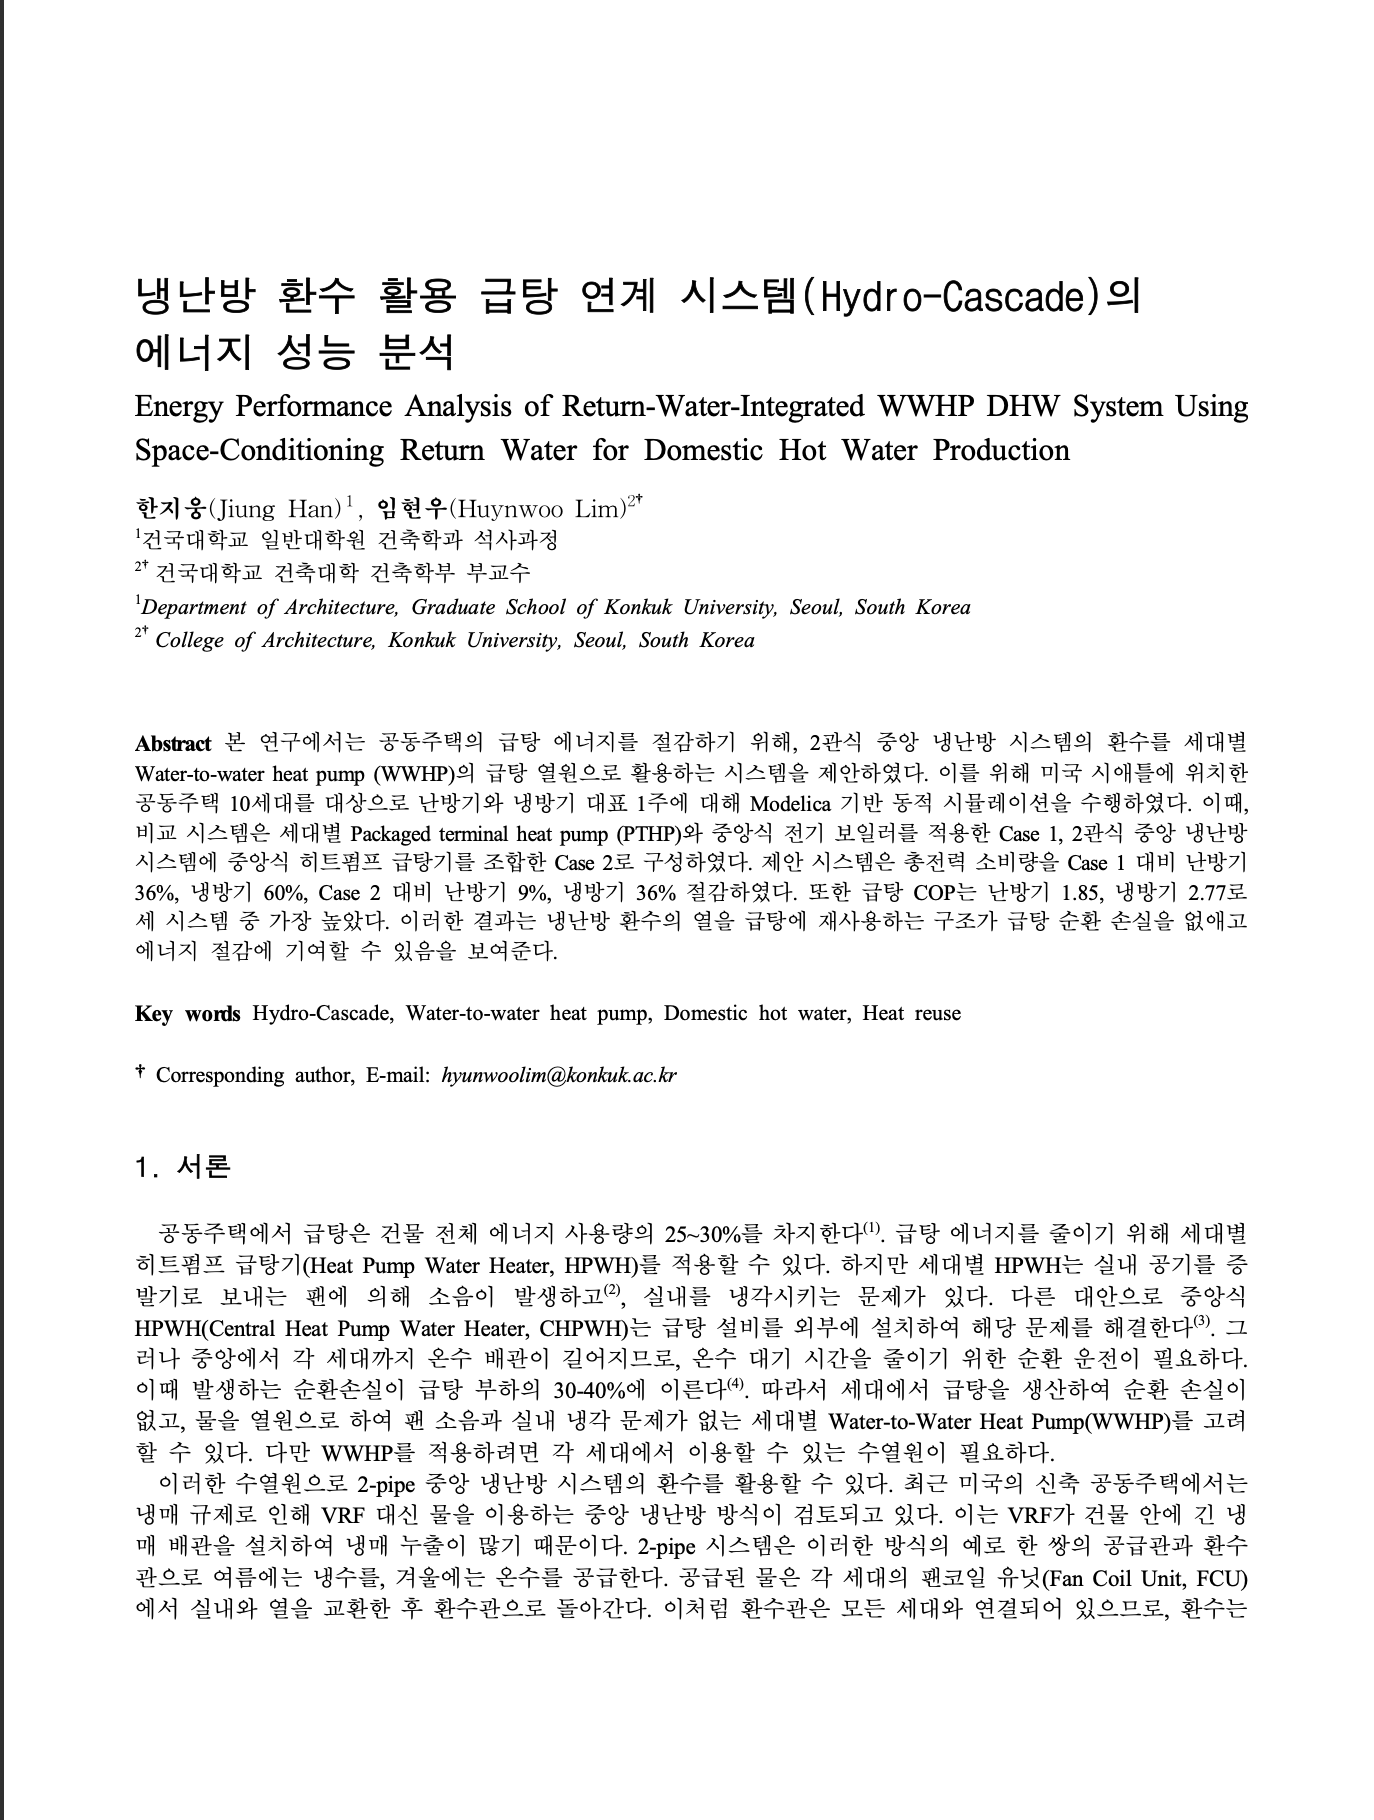 냉난방 환수 활용 급탕 연계 시스템(Hydro-Cascade)의
에너지 성능 분석
Energy Performance Analysis of Return-Water-Integrated WWHP DHW System Using
Space-Conditioning Return Water for Domestic Hot Water Production
한지웅(Jiung Han)¹, 임현우(Huynwoo Lim)²†
¹건국대학교 일반대학원 건축학과 석사과정
²† 건국대학교 건축대학 건축학부 부교수
¹Department of Architecture, Graduate School of Konkuk University, Seoul, South Korea
²† College of Architecture, Konkuk University, Seoul, South Korea
Abstract 본 연구에서는 공동주택의 급탕 에너지를 절감하기 위해, 2관식 중앙 냉난방 시스템의 환수를 세대별
Water-to-water heat pump (WWHP)의 급탕 열원으로 활용하는 시스템을 제안하였다. 이를 위해 미국 시애틀에 위치한
공동주택 10세대를 대상으로 난방기와 냉방기 대표 1주에 대해 Modelica 기반 동적 시뮬레이션을 수행하였다. 이때,
비교 시스템은 세대별 Packaged terminal heat pump (PTHP)와 중앙식 전기 보일러를 적용한 Case 1, 2관식 중앙 냉난방
시스템에 중앙식 히트펌프 급탕기를 조합한 Case 2로 구성하였다. 제안 시스템은 총전력 소비량을 Case 1 대비 난방기
36%, 냉방기 60%, Case 2 대비 난방기 9%, 냉방기 36% 절감하였다. 또한 급탕 COP는 난방기 1.85, 냉방기 2.77로
세 시스템 중 가장 높았다. 이러한 결과는 냉난방 환수의 열을 급탕에 재사용하는 구조가 급탕 순환 손실을 없애고
에너지 절감에 기여할 수 있음을 보여준다.
Key words Hydro-Cascade, Water-to-water heat pump, Domestic hot water, Heat reuse
† Corresponding author, E-mail: hyunwoolim@konkuk.ac.kr
1. 서론
공동주택에서 급탕은 건물 전체 에너지 사용량의 25~30%를 차지한다⁽¹⁾. 급탕 에너지를 줄이기 위해 세대별
히트펌프 급탕기(Heat Pump Water Heater, HPWH)를 적용할 수 있다. 하지만 세대별 HPWH는 실내 공기를 증
발기로 보내는 팬에 의해 소음이 발생하고⁽²⁾, 실내를 냉각시키는 문제가 있다. 다른 대안으로 중앙식
HPWH(Central Heat Pump Water Heater, CHPWH)는 급탕 설비를 외부에 설치하여 해당 문제를 해결한다⁽³⁾. 그
러나 중앙에서 각 세대까지 온수 배관이 길어지므로, 온수 대기 시간을 줄이기 위한 순환 운전이 필요하다.
이때 발생하는 순환손실이 급탕 부하의 30-40%에 이른다⁽⁴⁾. 따라서 세대에서 급탕을 생산하여 순환 손실이
없고, 물을 열원으로 하여 팬 소음과 실내 냉각 문제가 없는 세대별 Water-to-Water Heat Pump(WWHP)를 고려
할 수 있다. 다만 WWHP를 적용하려면 각 세대에서 이용할 수 있는 수열원이 필요하다.
이러한 수열원으로 2-pipe 중앙 냉난방 시스템의 환수를 활용할 수 있다. 최근 미국의 신축 공동주택에서는
냉매 규제로 인해 VRF 대신 물을 이용하는 중앙 냉난방 방식이 검토되고 있다. 이는 VRF가 건물 안에 긴 냉
매 배관을 설치하여 냉매 누출이 많기 때문이다. 2-pipe 시스템은 이러한 방식의 예로 한 쌍의 공급관과 환수
관으로 여름에는 냉수를, 겨울에는 온수를 공급한다. 공급된 물은 각 세대의 팬코일 유닛(Fan Coil Unit, FCU)
에서 실내와 열을 교환한 후 환수관으로 돌아간다. 이처럼 환수관은 모든 세대와 연결되어 있으므로, 환수는